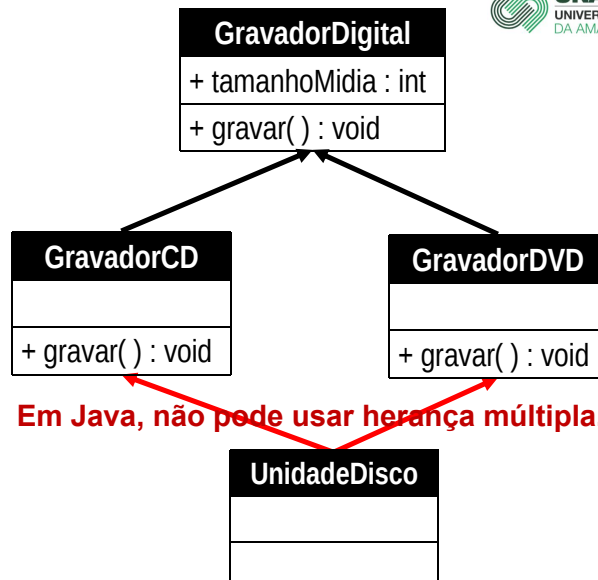 UNIVER
DA AMA
GravadorDigital
+ tamanhoMidia : int
+ gravar( ) : void
GravadorCD
+ gravar( ) : void
GravadorDVD
+ gravar( ) : void
Em Java, não pode usar herança múltipla
UnidadeDisco